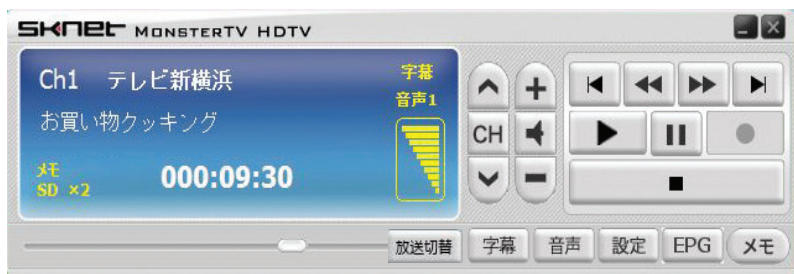 SKNET MONSTERTV HDTV
Ch1 テレビ新横浜
字幕
音声1
お買い物クッキング
メモ
SD ×2
000:09:30
CH
放送切替
字幕
音声
設定
EPG
メモ